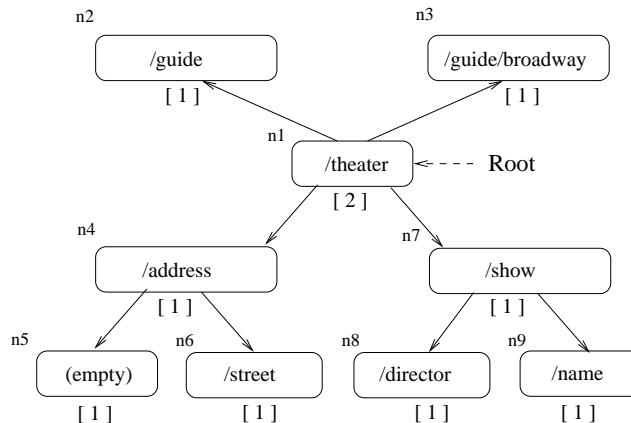 n2
n3
/guide
/guide/broadway
[ 1 ]
[ 1 ]
n1
/theater
Root
[ 2 ]
n4
n7
/address
/show
[ 1 ]
[ 1 ]
n5
n6
n8
n9
(empty)
/street
/director
/name
[ 1 ]
[ 1 ]
[ 1 ]
[ 1 ]